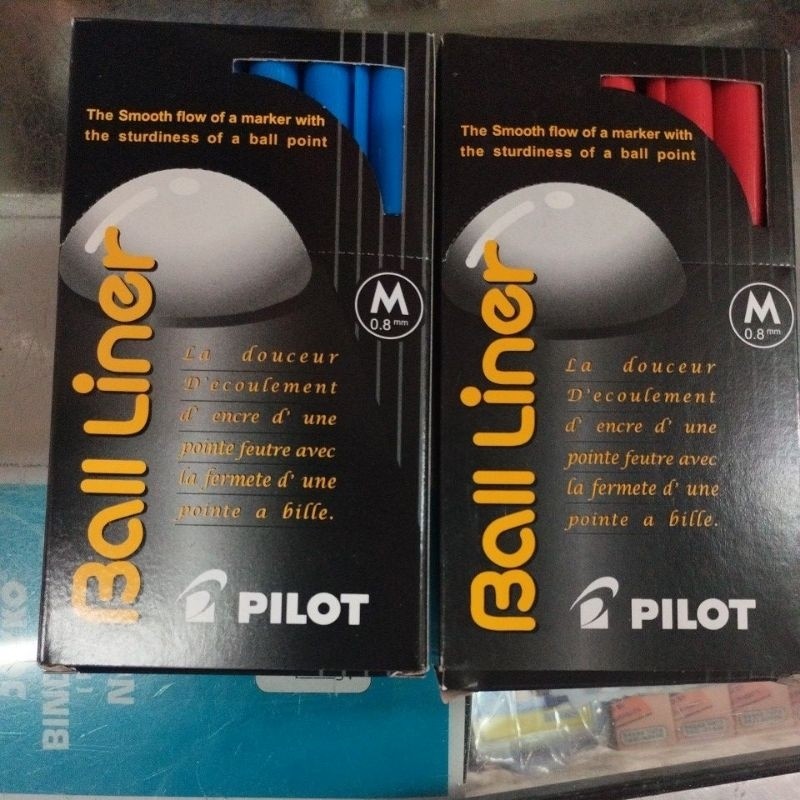 The Smooth flow of a marker with
the sturdiness of a ball point
Ball Liner
M
0.8 mm
La douceur
D'ecoulement
d' encre d' une
pointe feutre avec
la fermete d' une
pointe a bille.
PILOT
The Smooth flow of a marker with
the sturdiness of a ball point
Ball Liner
M
0.8 mm
La douceur
D'ecoulement
d' encre d' une
pointe feutre avec
la fermete d' une
pointe a bille.
PILOT